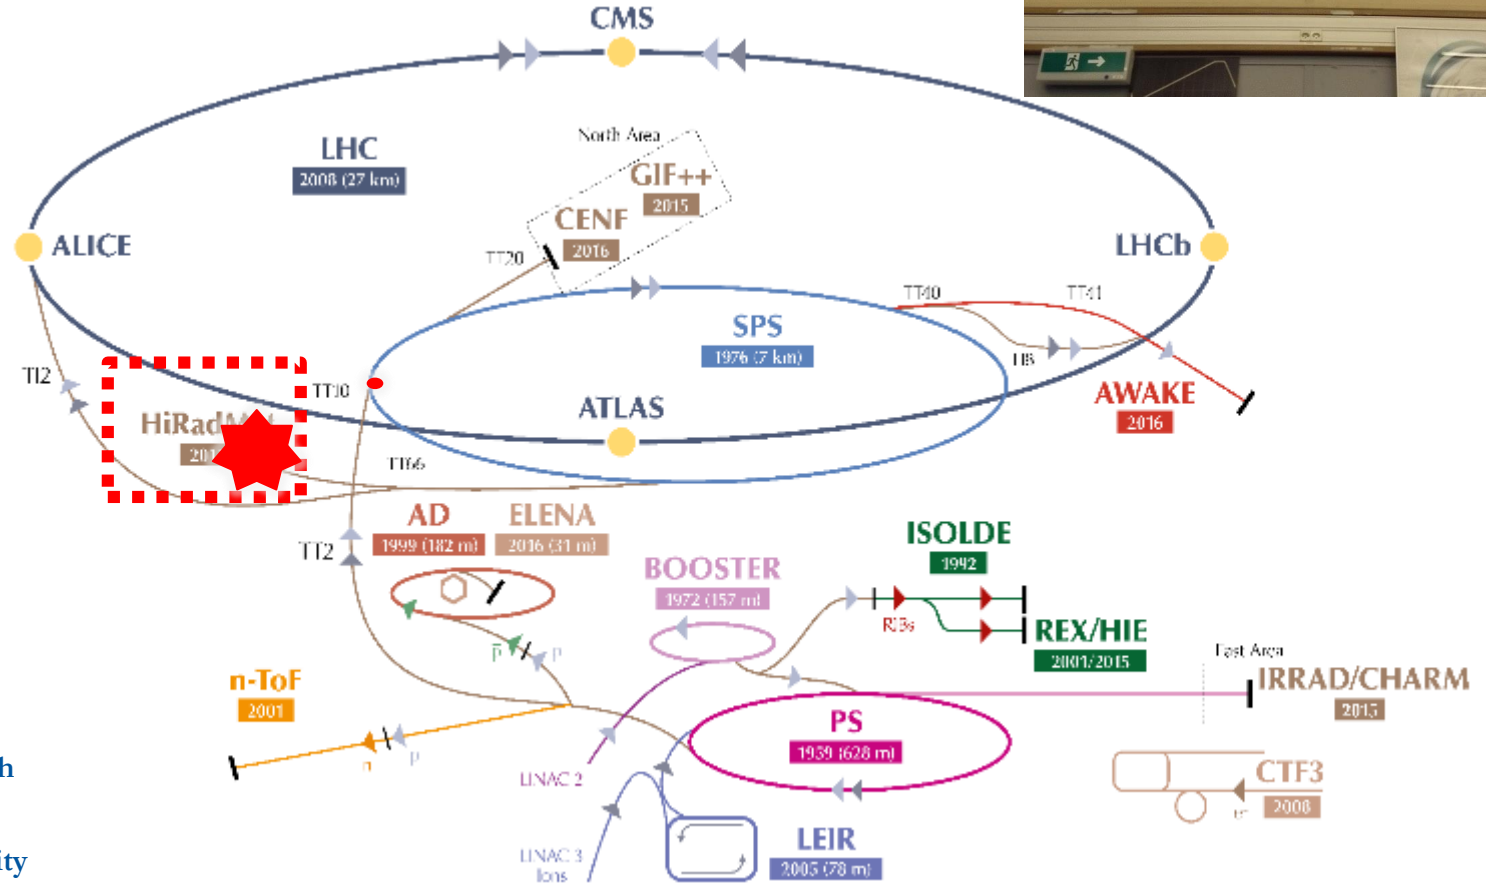 CMS
LHC
2008 (27 km)
North Area
GIF++
2015
CENF
2016
TT20
ALICE
LHCb
TT40
TT41
SPS
1976 (7 km)
TI2
TT10
ATLAS
AWAKE
2016
HiRad
TT66
AD
1999 (182 m)
ELENA
2016 (31 m)
TT2
ISOLDE
1992
BOOSTER
1972 (157 m)
RIBs
REX/HIE
2001/2015
p̄
p
East Area
IRRAD/CHARM
2015
n-ToF
2001
n
p
PS
1959 (628 m)
LINAC 2
CTF3
2008
LEIR
2005 (78 m)
LINAC 3
Ions